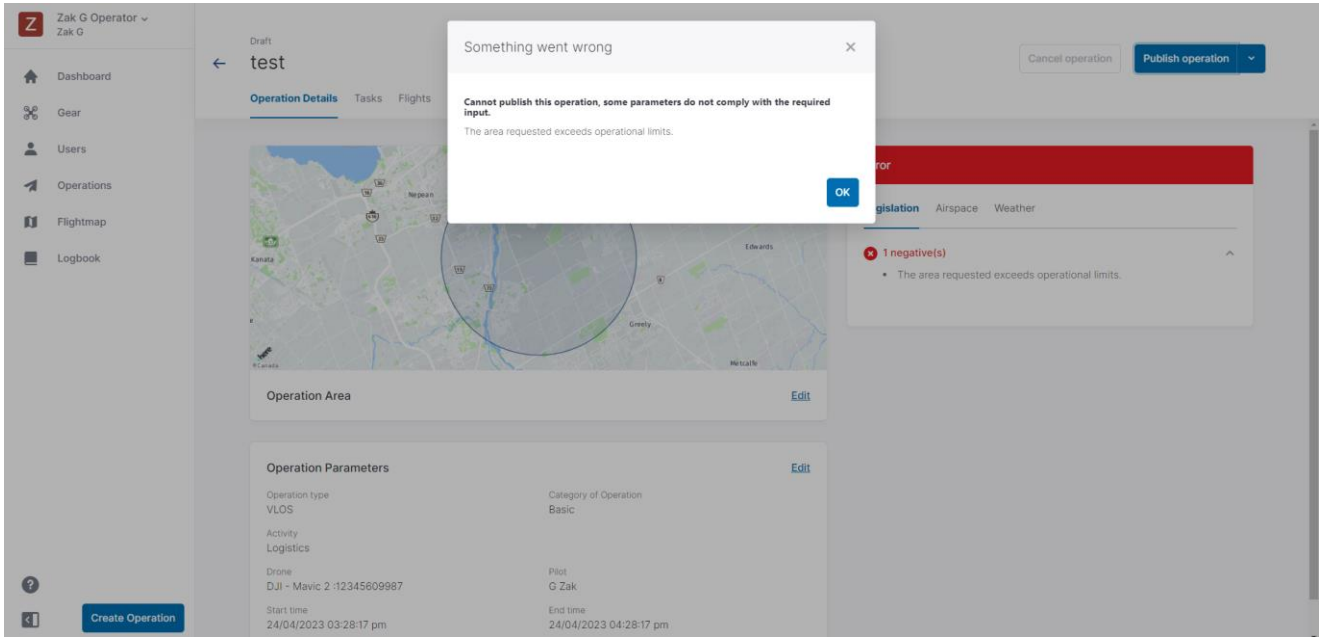 Z
Zak G Operator
Zak G
Dashboard
Gear
Users
Operations
Flightmap
Logbook
Create Operation
Draft
test
Cancel operation
Publish operation
Operation Details Tasks Flights
Something went wrong
Cannot publish this operation, some parameters do not comply with the required
input.
The area requested exceeds operational limits.
OK
Nepean
Kanata
Edwards
Greely
Metcalfe
here
Operation Area Edit
Operation Parameters Edit
Operation type
VLOS
Category of Operation
Basic
Activity
Logistics
Drone
DJI - Mavic 2 :12345609987
Pilot
G Zak
Start time
24/04/2023 03:28:17 pm
End time
24/04/2023 04:28:17 pm
ror
gislation Airspace Weather
1 negative(s)
• The area requested exceeds operational limits.